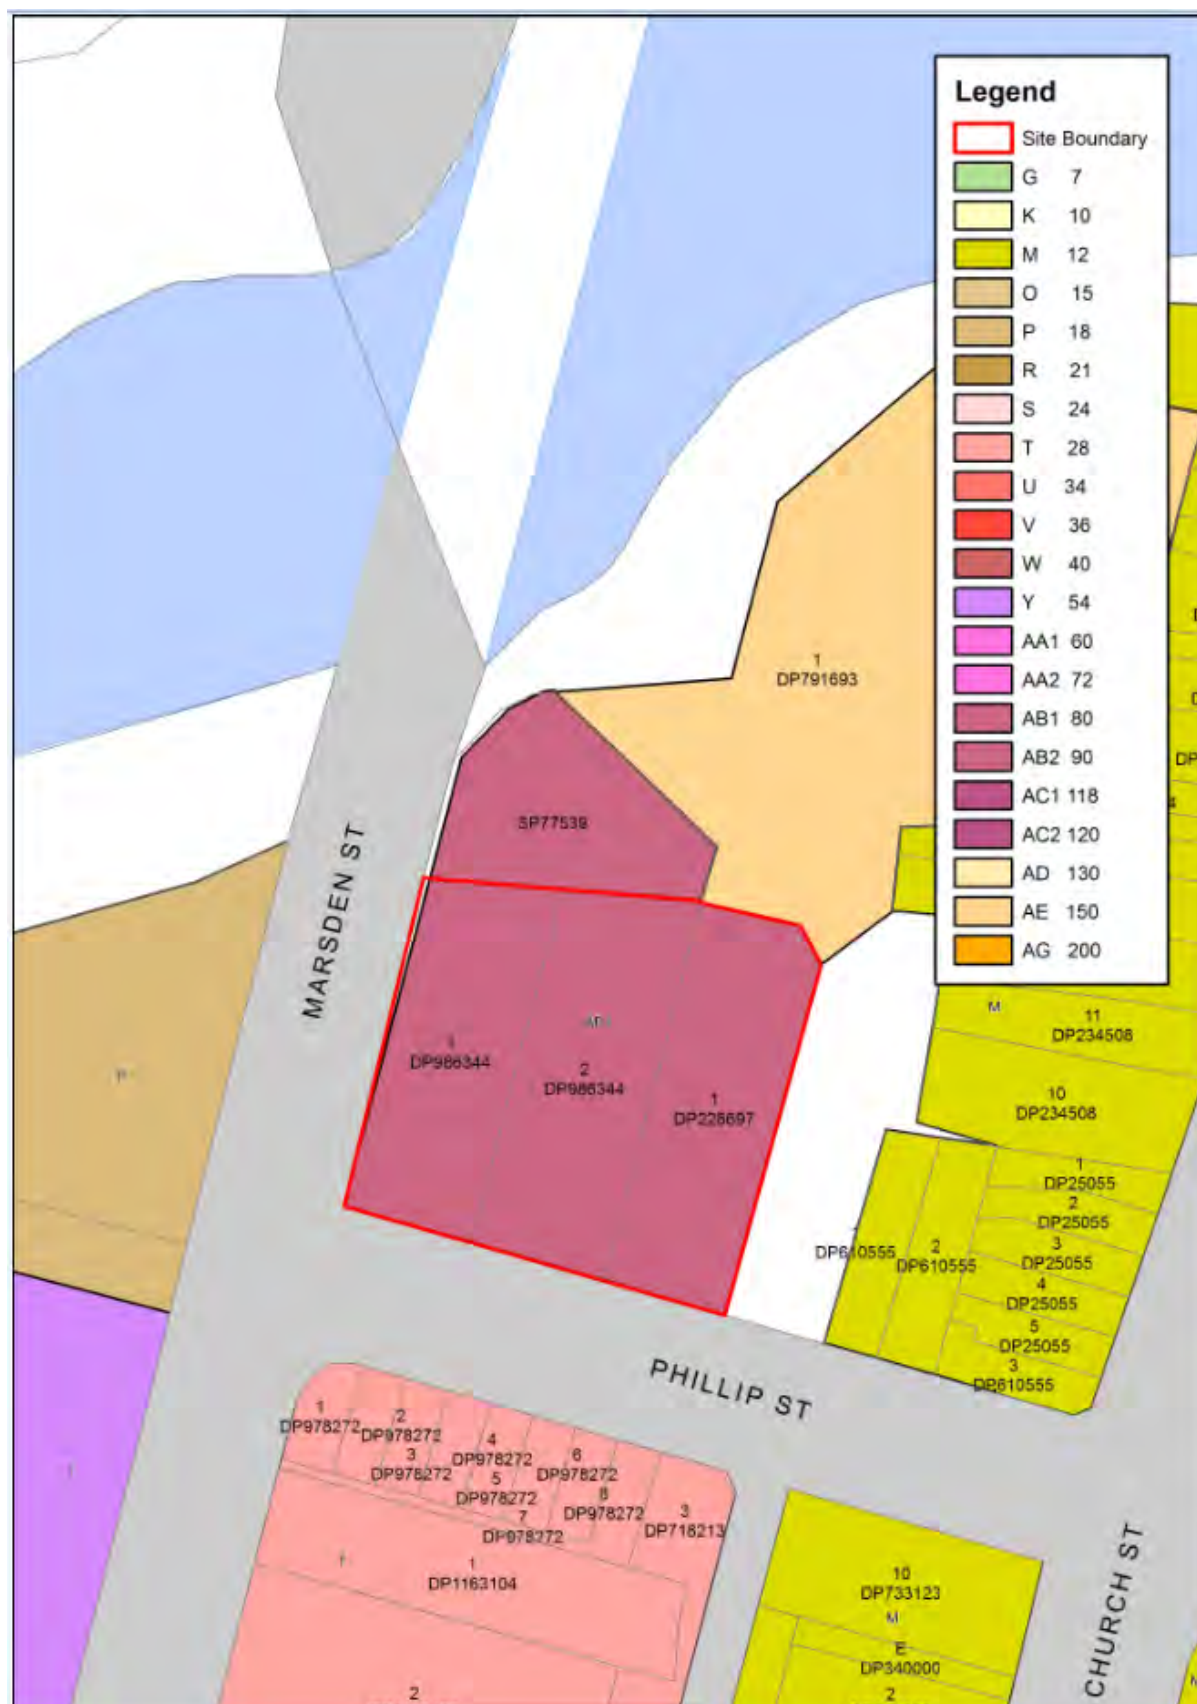 Legend
Site Boundary
G 7
K 10
M 12
O 15
P 18
R 21
S 24
T 28
U 34
V 36
W 40
Y 54
AA1 60
AA2 72
AB1 80
AB2 90
AC1 118
AC2 120
AD 130
AE 150
AG 200
1
DP791693
DP
4
SP77539
MARSDEN ST
1
DP986344
2
DP986344
1
DP228697
M
11
DP234508
10
DP234508
1
DP25055
2
DP25055
3
DP25055
4
DP25055
5
DP25055
3
DP610555
DP610555
2
DP610555
PHILLIP ST
1
DP978272
2
DP978272
3
DP978272
4
DP978272
5
DP978272
6
DP978272
7
DP978272
8
DP978272
3
DP718213
1
DP1163104
2
10
DP733123
M
E
DP340000
2
CHURCH ST